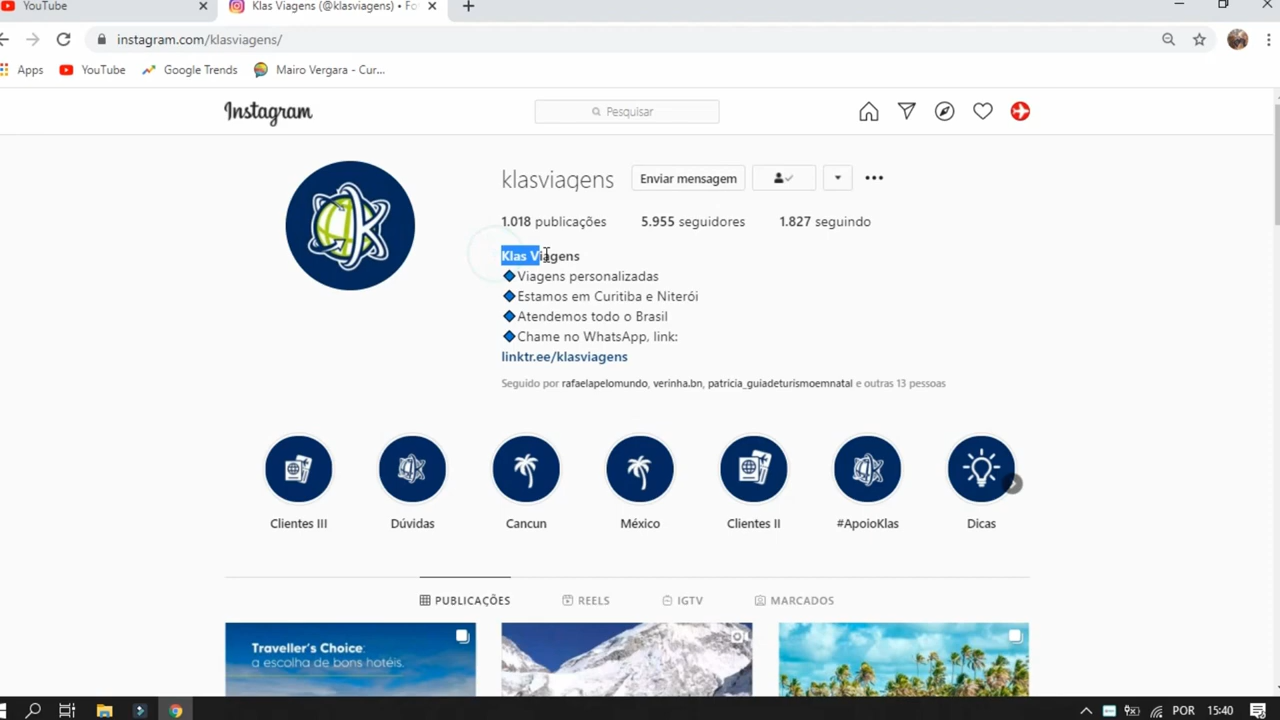 YouTube
Klas Viagens (@klasviagens) • Fo
instagram.com/klasviagens/
Apps
YouTube
Google Trends
Mairo Vergara - Cur...
Instagram
Pesquisar
klasviagens
Enviar mensagem
1.018 publicações 5.955 seguidores 1.827 seguindo
Klas Viagens
Viagens personalizadas
Estamos em Curitiba e Niterói
Atendemos todo o Brasil
Chame no WhatsApp, link:
linktr.ee/klasviagens
Seguido por rafaelapelomundo, verinha.bn, patricia_guiadeturismoemnatal e outras 13 pessoas
Clientes III
Dúvidas
Cancun
México
Clientes II
#ApoioKlas
Dicas
PUBLICAÇÕES
REELS
IGTV
MARCADOS
Traveller's Choice:
a escolha de bons hotéis.
POR
15:40